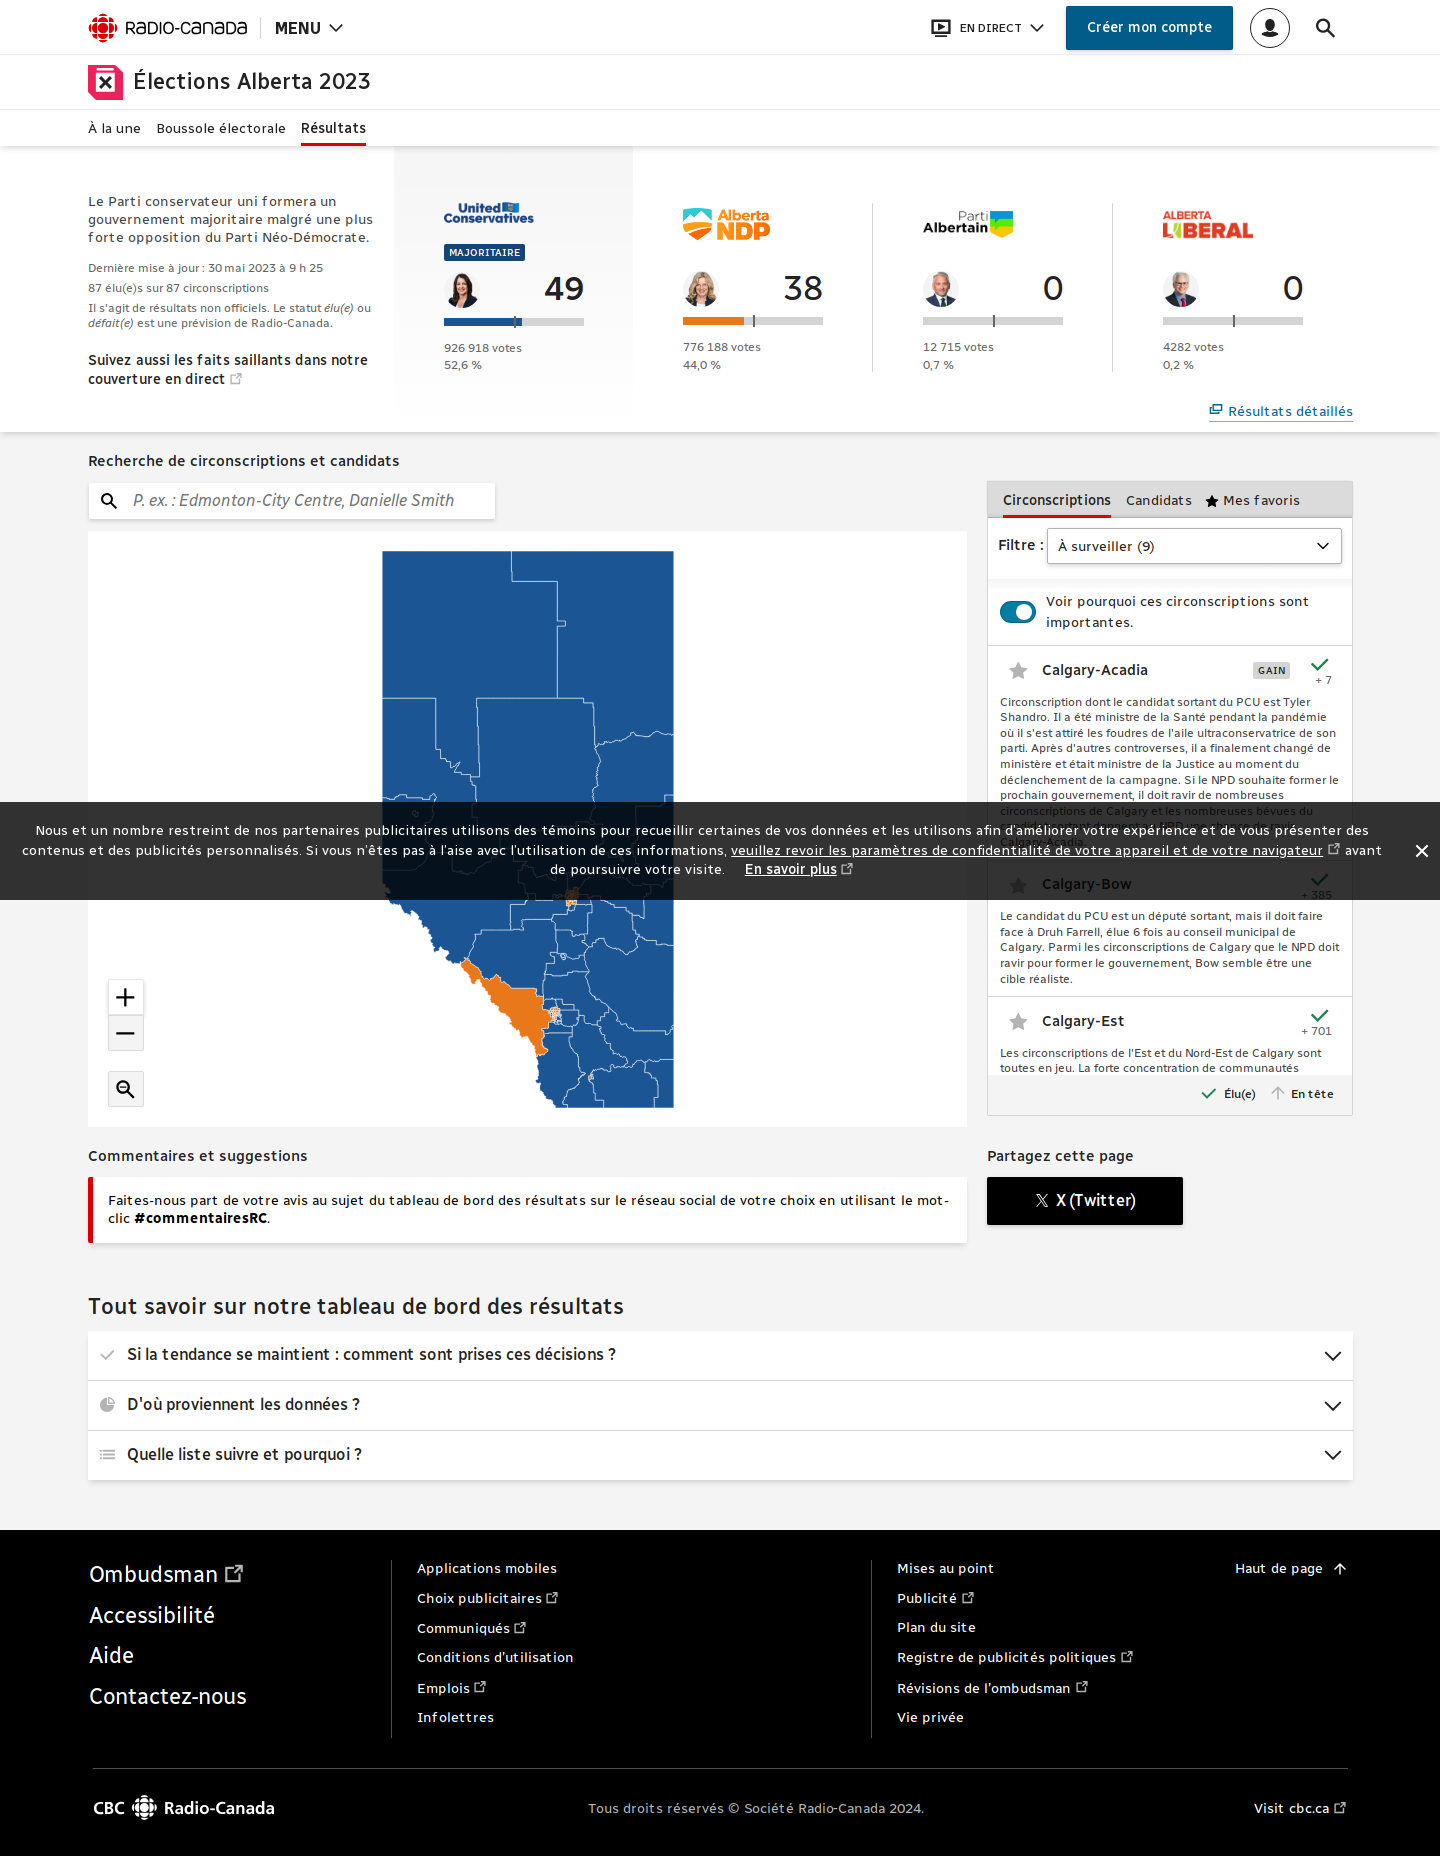 RADIO-CANADA
MENU
EN DIRECT
Créer mon compte
Élections Alberta 2023
À la une
Boussole électorale
Résultats
Le Parti conservateur uni formera un
gouvernement majoritaire malgré une plus
forte opposition du Parti Néo-Démocrate.
Dernière mise à jour : 30 mai 2023 à 9 h 25
87 élu(e)s sur 87 circonscriptions
Il s'agit de résultats non officiels. Le statut élu(e) ou
défait(e) est une prévision de Radio-Canada.
Suivez aussi les faits saillants dans notre
couverture en direct
United
Conservatives
MAJORITAIRE
49
926 918 votes
52,6 %
Alberta
NDP
38
776 188 votes
44,0 %
Parti
Albertain
0
12 715 votes
0,7 %
ALBERTA
LIBERAL
0
4282 votes
0,2 %
Résultats détaillés
Recherche de circonscriptions et candidats
P. ex. : Edmonton-City Centre, Danielle Smith
Circonscriptions
Candidats
Mes favoris
Filtre :
À surveiller (9)
Voir pourquoi ces circonscriptions sont
importantes.
Calgary-Acadia
GAIN
+ 7
Circonscription dont le candidat sortant du PCU est Tyler
Shandro. Il a été ministre de la Santé pendant la pandémie
où il s'est attiré les foudres de l'aile ultraconservatrice de son
parti. Après d'autres controverses, il a finalement changé de
ministère et était ministre de la Justice au moment du
déclenchement de la campagne. Si le NPD souhaite former le
prochain gouvernement, il doit ravir de nombreuses
circonscriptions de Calgary et les nombreuses bévues du
Nous et un nombre restreint de nos partenaires publicitaires utilisons des témoins pour recueillir certaines de vos données et les utilisons afin d'améliorer votre expérience et de vous présenter des
contenus et des publicités personnalisés. Si vous n'êtes pas à l'aise avec l'utilisation de ces informations, veuillez revoir les paramètres de confidentialité de votre appareil et de votre navigateur avant
de poursuivre votre visite. En savoir plus
Calgary-Bow
+ 385
Le candidat du PCU est un député sortant, mais il doit faire
face à Druh Farrell, élue 6 fois au conseil municipal de
Calgary. Parmi les circonscriptions de Calgary que le NPD doit
ravir pour former le gouvernement, Bow semble être une
cible réaliste.
Calgary-Est
+ 701
Les circonscriptions de l'Est et du Nord-Est de Calgary sont
toutes en jeu. La forte concentration de communautés
Élu(e)
En tête
Commentaires et suggestions
Faites-nous part de votre avis au sujet du tableau de bord des résultats sur le réseau social de votre choix en utilisant le mot-
clic #commentairesRC.
Partagez cette page
X (Twitter)
Tout savoir sur notre tableau de bord des résultats
Si la tendance se maintient : comment sont prises ces décisions ?
D'où proviennent les données ?
Quelle liste suivre et pourquoi ?
Ombudsman
Accessibilité
Aide
Contactez-nous
Applications mobiles
Choix publicitaires
Communiqués
Conditions d'utilisation
Emplois
Infolettres
Mises au point
Publicité
Plan du site
Registre de publicités politiques
Révisions de l'ombudsman
Vie privée
Haut de page
CBC Radio-Canada
Tous droits réservés © Société Radio-Canada 2024.
Visit cbc.ca